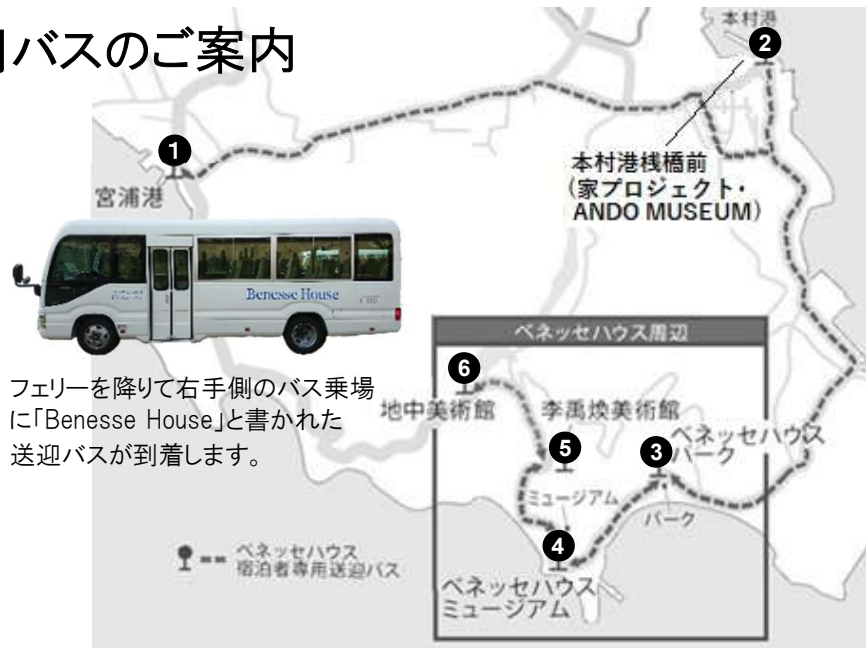 バスのご案内
本村港
2
1
宮浦港
本村港桟橋前
(家プロジェクト・
ANDO MUSEUM)
Benesse House
フェリーを降りて右手側のバス乗場
に「Benesse House」と書かれた
送迎バスが到着します。
ベネッセハウス周辺
6
地中美術館
李禹煥美術館
5
3
ベネッセハウス
パーク
ミュージアム
パーク
4
ベネッセハウス
ミュージアム
ベネッセハウス
宿泊者専用送迎バス